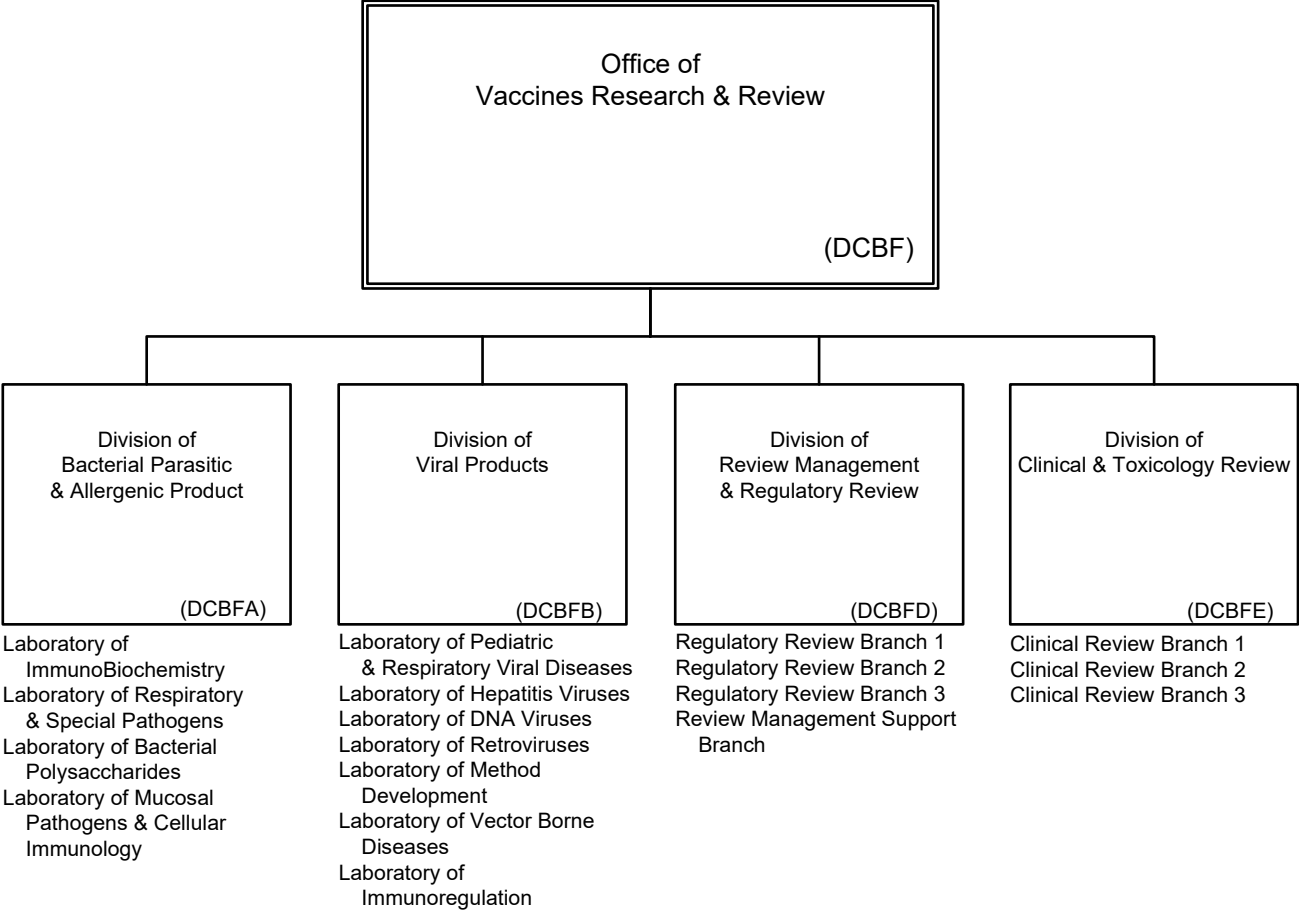 Office of
Vaccines Research & Review
(DCBF)
Division of
Bacterial Parasitic
& Allergenic Product
(DCBFA)
Laboratory of
ImmunoBiochemistry
Laboratory of Respiratory
& Special Pathogens
Laboratory of Bacterial
Polysaccharides
Laboratory of Mucosal
Pathogens & Cellular
Immunology
Division of
Viral Products
(DCBFB)
Laboratory of Pediatric
& Respiratory Viral Diseases
Laboratory of Hepatitis Viruses
Laboratory of DNA Viruses
Laboratory of Retroviruses
Laboratory of Method
Development
Laboratory of Vector Borne
Diseases
Laboratory of
Immunoregulation
Division of
Review Management
& Regulatory Review
(DCBFD)
Regulatory Review Branch 1
Regulatory Review Branch 2
Regulatory Review Branch 3
Review Management Support
Branch
Division of
Clinical & Toxicology Review
(DCBFE)
Clinical Review Branch 1
Clinical Review Branch 2
Clinical Review Branch 3